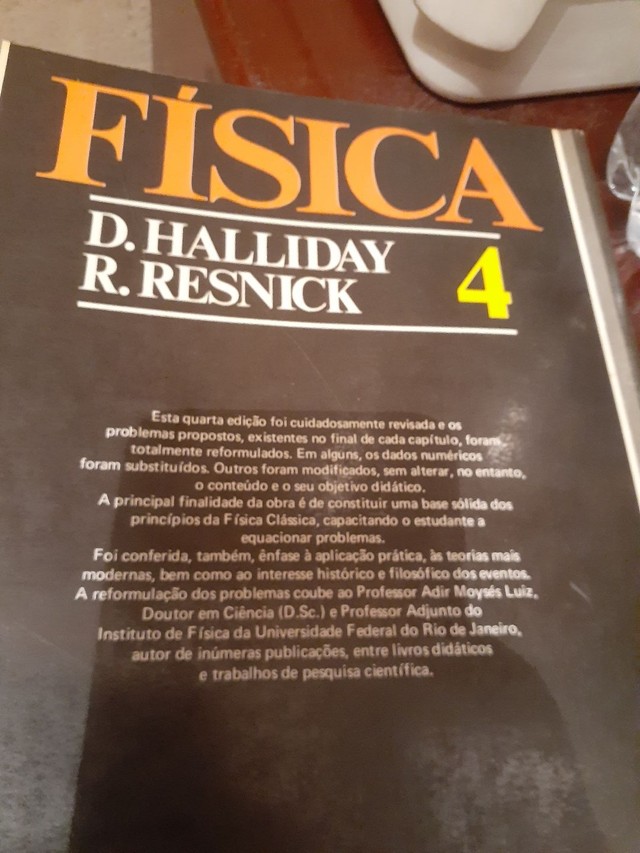 FÍSICA
D. HALLIDAY
R. RESNICK
4
Esta quarta edição foi cuidadosamente revisada e os
problemas propostos, existentes no final de cada capítulo, foram
totalmente reformulados. Em alguns, os dados numéricos
foram substituídos. Outros foram modificados, sem alterar, no entanto,
o conteúdo e o seu objetivo didático.
A principal finalidade da obra é de constituir uma base sólida dos
princípios da Física Clássica, capacitando o estudante a
equacionar problemas.
Foi conferida, também, ênfase à aplicação prática, às teorias mais
modernas, bem como ao interesse histórico e filosófico dos eventos.
A reformulação dos problemas coube ao Professor Adir Moysés Luiz,
Doutor em Ciência (D.Sc.) e Professor Adjunto do
Instituto de Física da Universidade Federal do Rio de Janeiro,
autor de inúmeras publicações, entre livros didáticos
e trabalhos de pesquisa científica.